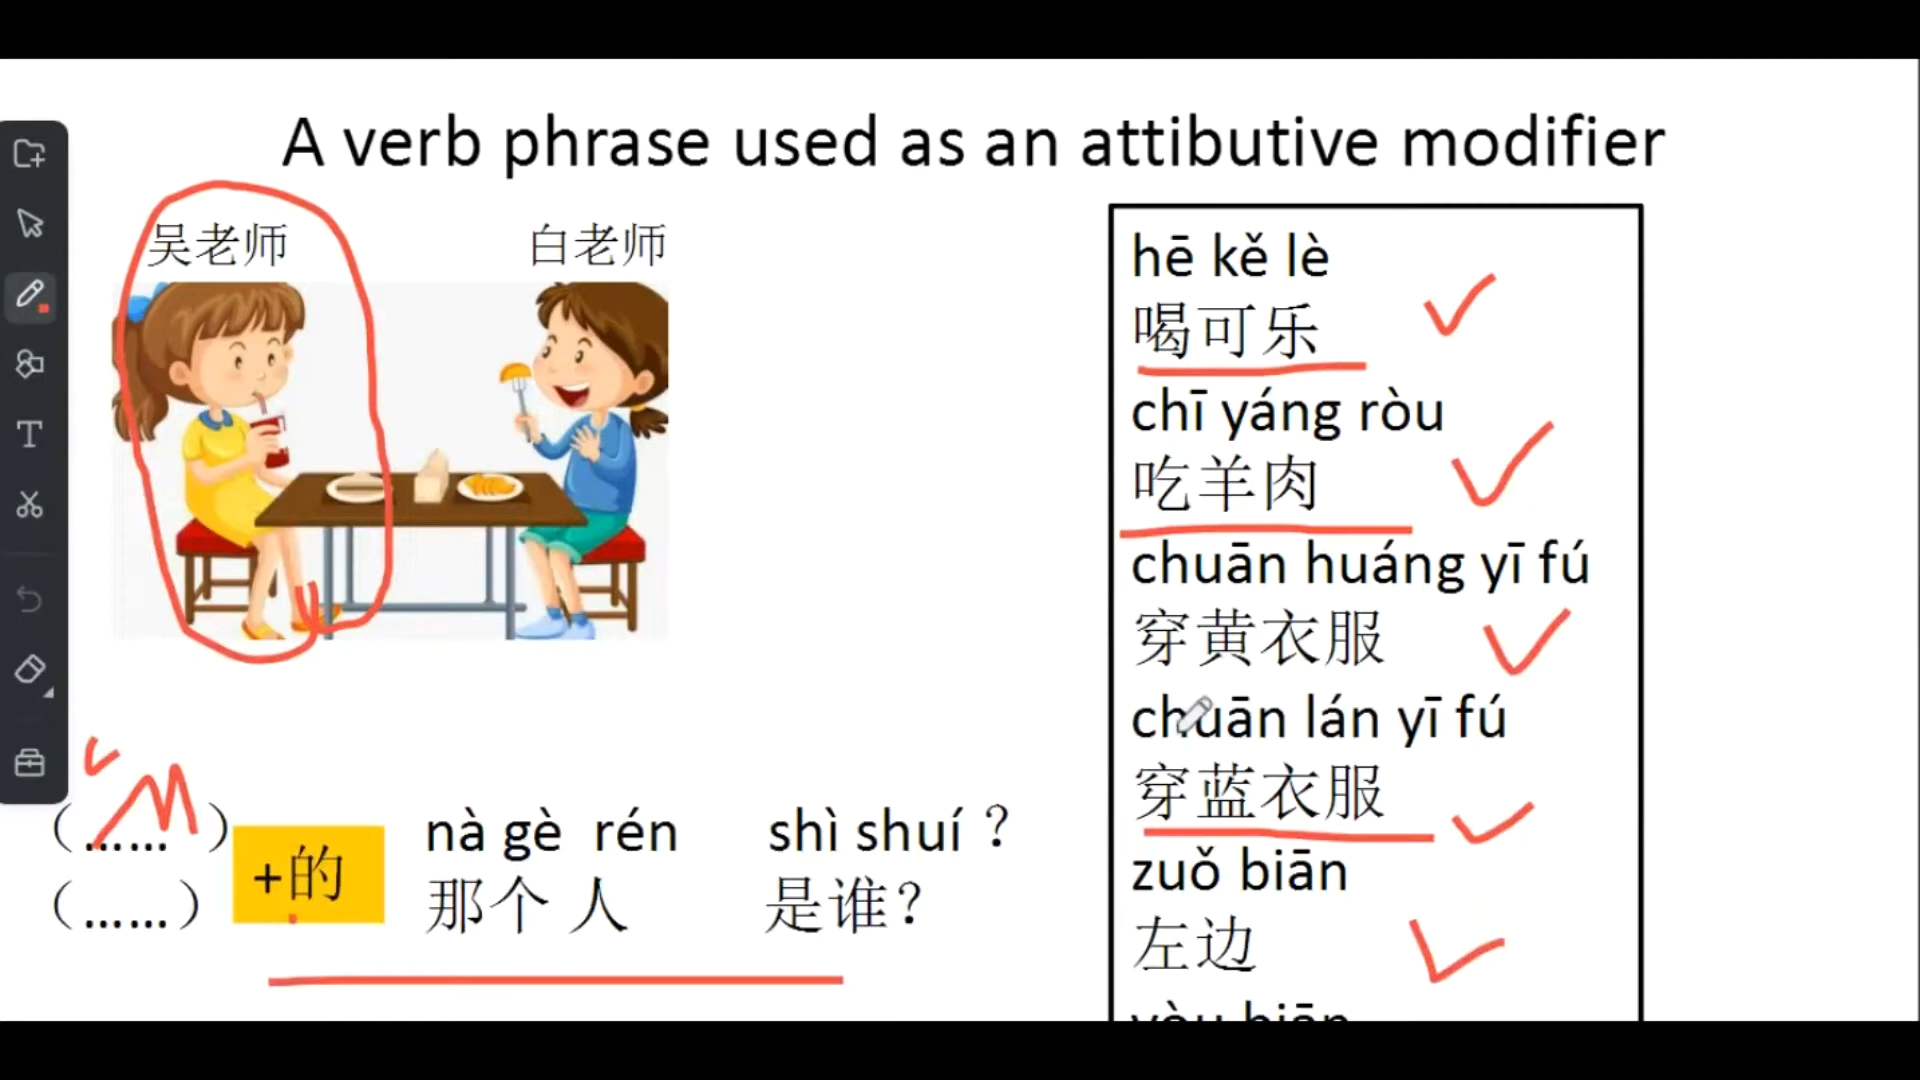 A verb phrase used as an attibutive modifier
吴老师
白老师
hē kě lè
喝可乐
chī yáng ròu
吃羊肉
chuān huáng yī fú
穿黄衣服
chuān lán yī fú
穿蓝衣服
zuǒ biān
左边
yòu biān
（……） nà gè rén shì shuí ？
（……） +的 那个 人 是谁？